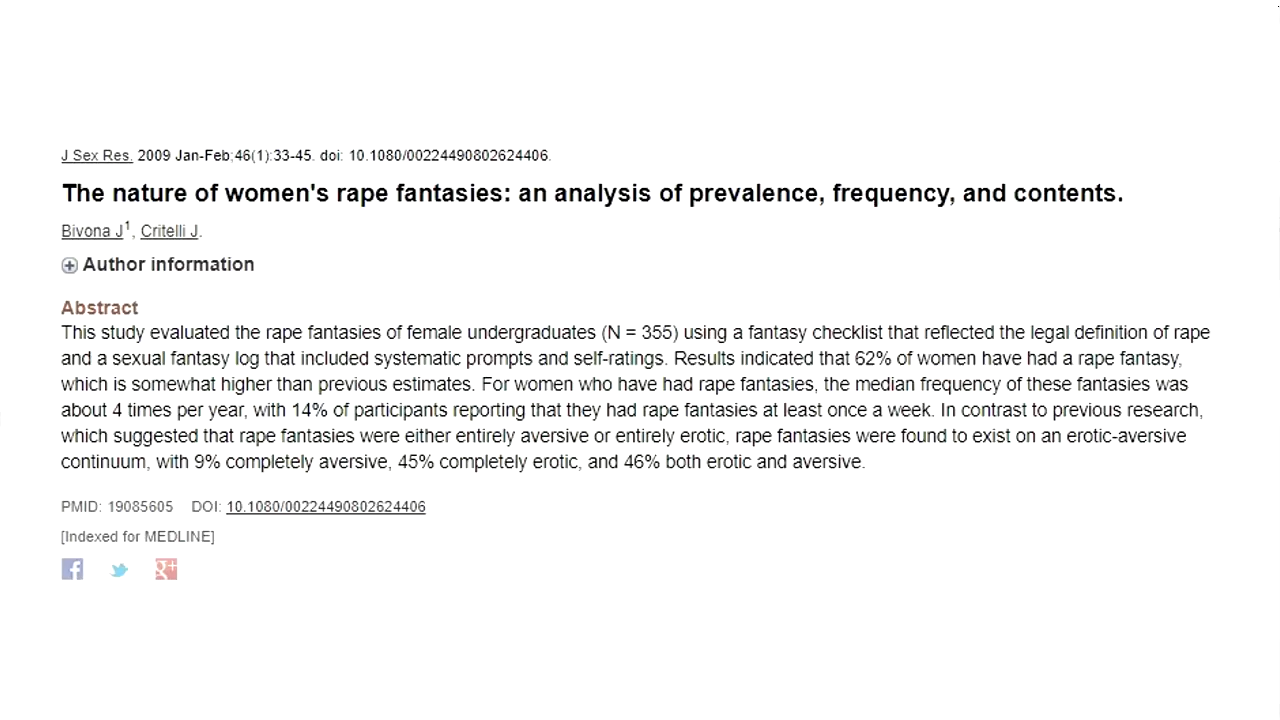 J Sex Res. 2009 Jan-Feb;46(1):33-45. doi: 10.1080/00224490802624406.
The nature of women's rape fantasies: an analysis of prevalence, frequency, and contents.
Bivona J1, Critelli J.
Author information
Abstract
This study evaluated the rape fantasies of female undergraduates (N = 355) using a fantasy checklist that reflected the legal definition of rape
and a sexual fantasy log that included systematic prompts and self-ratings. Results indicated that 62% of women have had a rape fantasy,
which is somewhat higher than previous estimates. For women who have had rape fantasies, the median frequency of these fantasies was
about 4 times per year, with 14% of participants reporting that they had rape fantasies at least once a week. In contrast to previous research,
which suggested that rape fantasies were either entirely aversive or entirely erotic, rape fantasies were found to exist on an erotic-aversive
continuum, with 9% completely aversive, 45% completely erotic, and 46% both erotic and aversive.
PMID: 19085605 DOI: 10.1080/00224490802624406
[Indexed for MEDLINE]
f g+